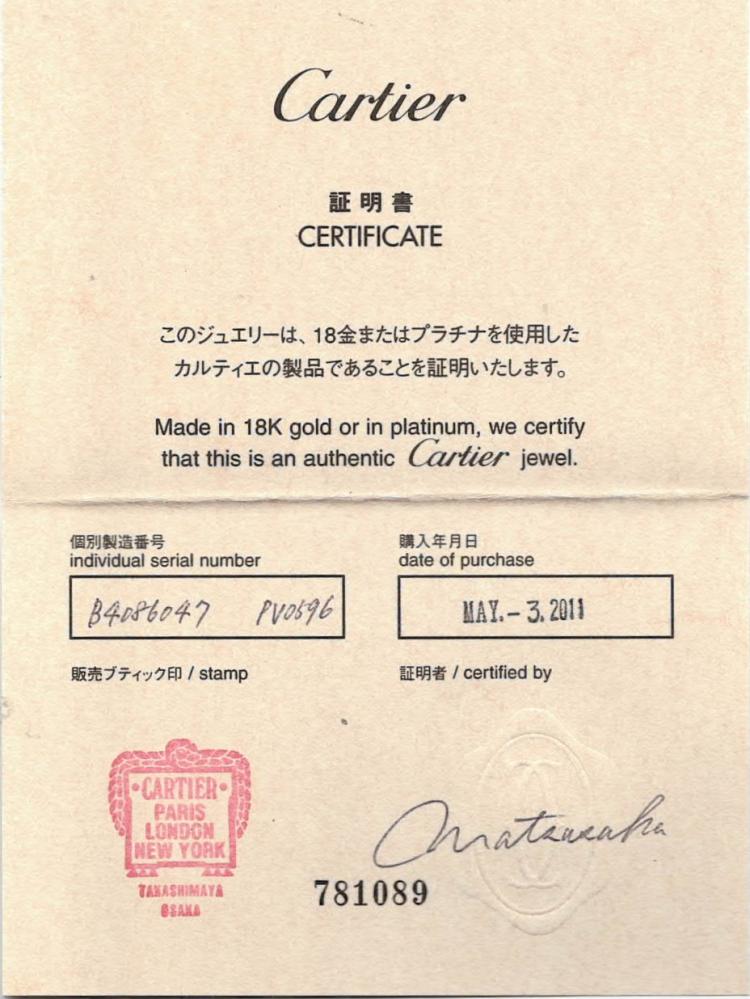 Cartier
証明書
CERTIFICATE
このジュエリーは、18金またはプラチナを使用した
カルティエの製品であることを証明いたします。
Made in 18K gold or in platinum, we certify
that this is an authentic Cartier jewel.
個別製造番号
individual serial number
B4086047 PV0596
購入年月日
date of purchase
MAY.-3.2011
販売ブティック印 / stamp
証明者 / certified by
·CARTIER·
PARIS
LONDON
NEW YORK
TAKASHIMAYA
OSAKA
Matsusaka
781089